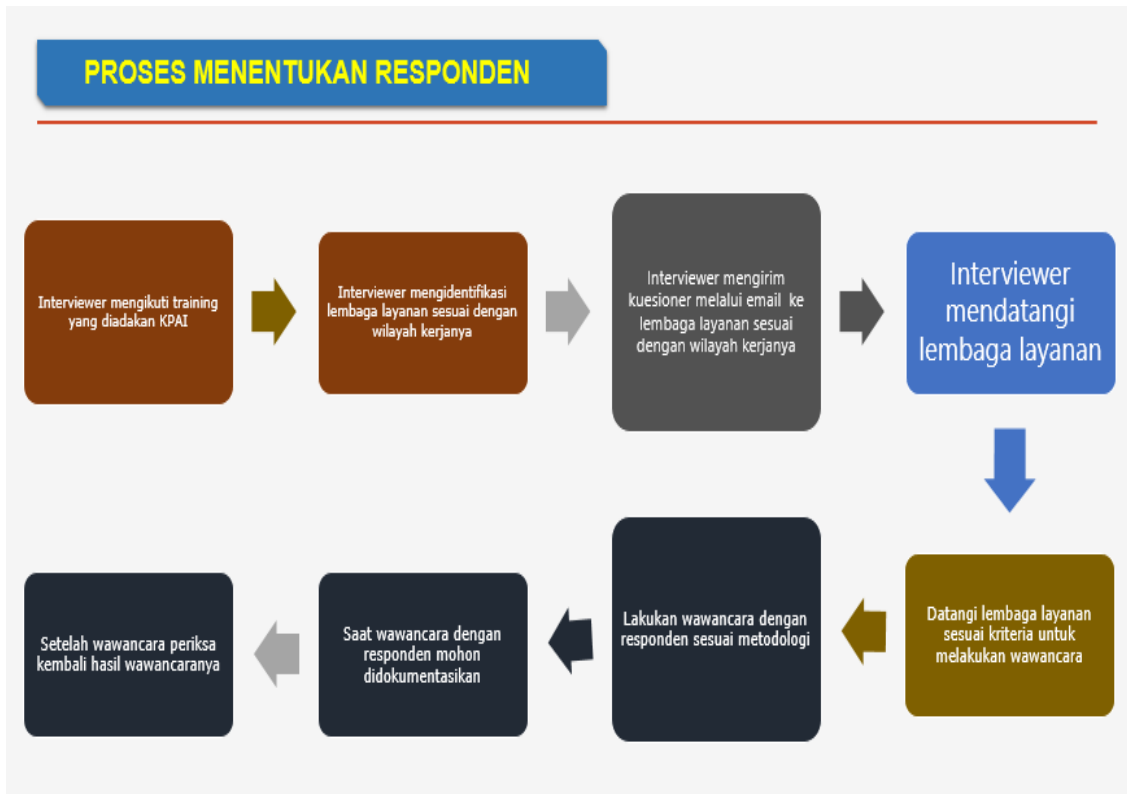 PROSES MENENTUKAN RESPONDEN
Interviewer mengikuti training
yang diadakan KPAI
Interviewer mengidentifikasi
lembaga layanan sesuai dengan
wilayah kerjanya
Interviewer mengirim
kuesioner melalui email ke
lembaga layanan sesuai
dengan wilayah kerjanya
Interviewer
mendatangi
lembaga layanan
Datangi lembaga layanan
sesuai kriteria untuk
melakukan wawancara
Lakukan wawancara dengan
responden sesuai metodologi
Saat wawancara dengan
responden mohon
didokumentasikan
Setelah wawancara periksa
kembali hasil wawancaranya